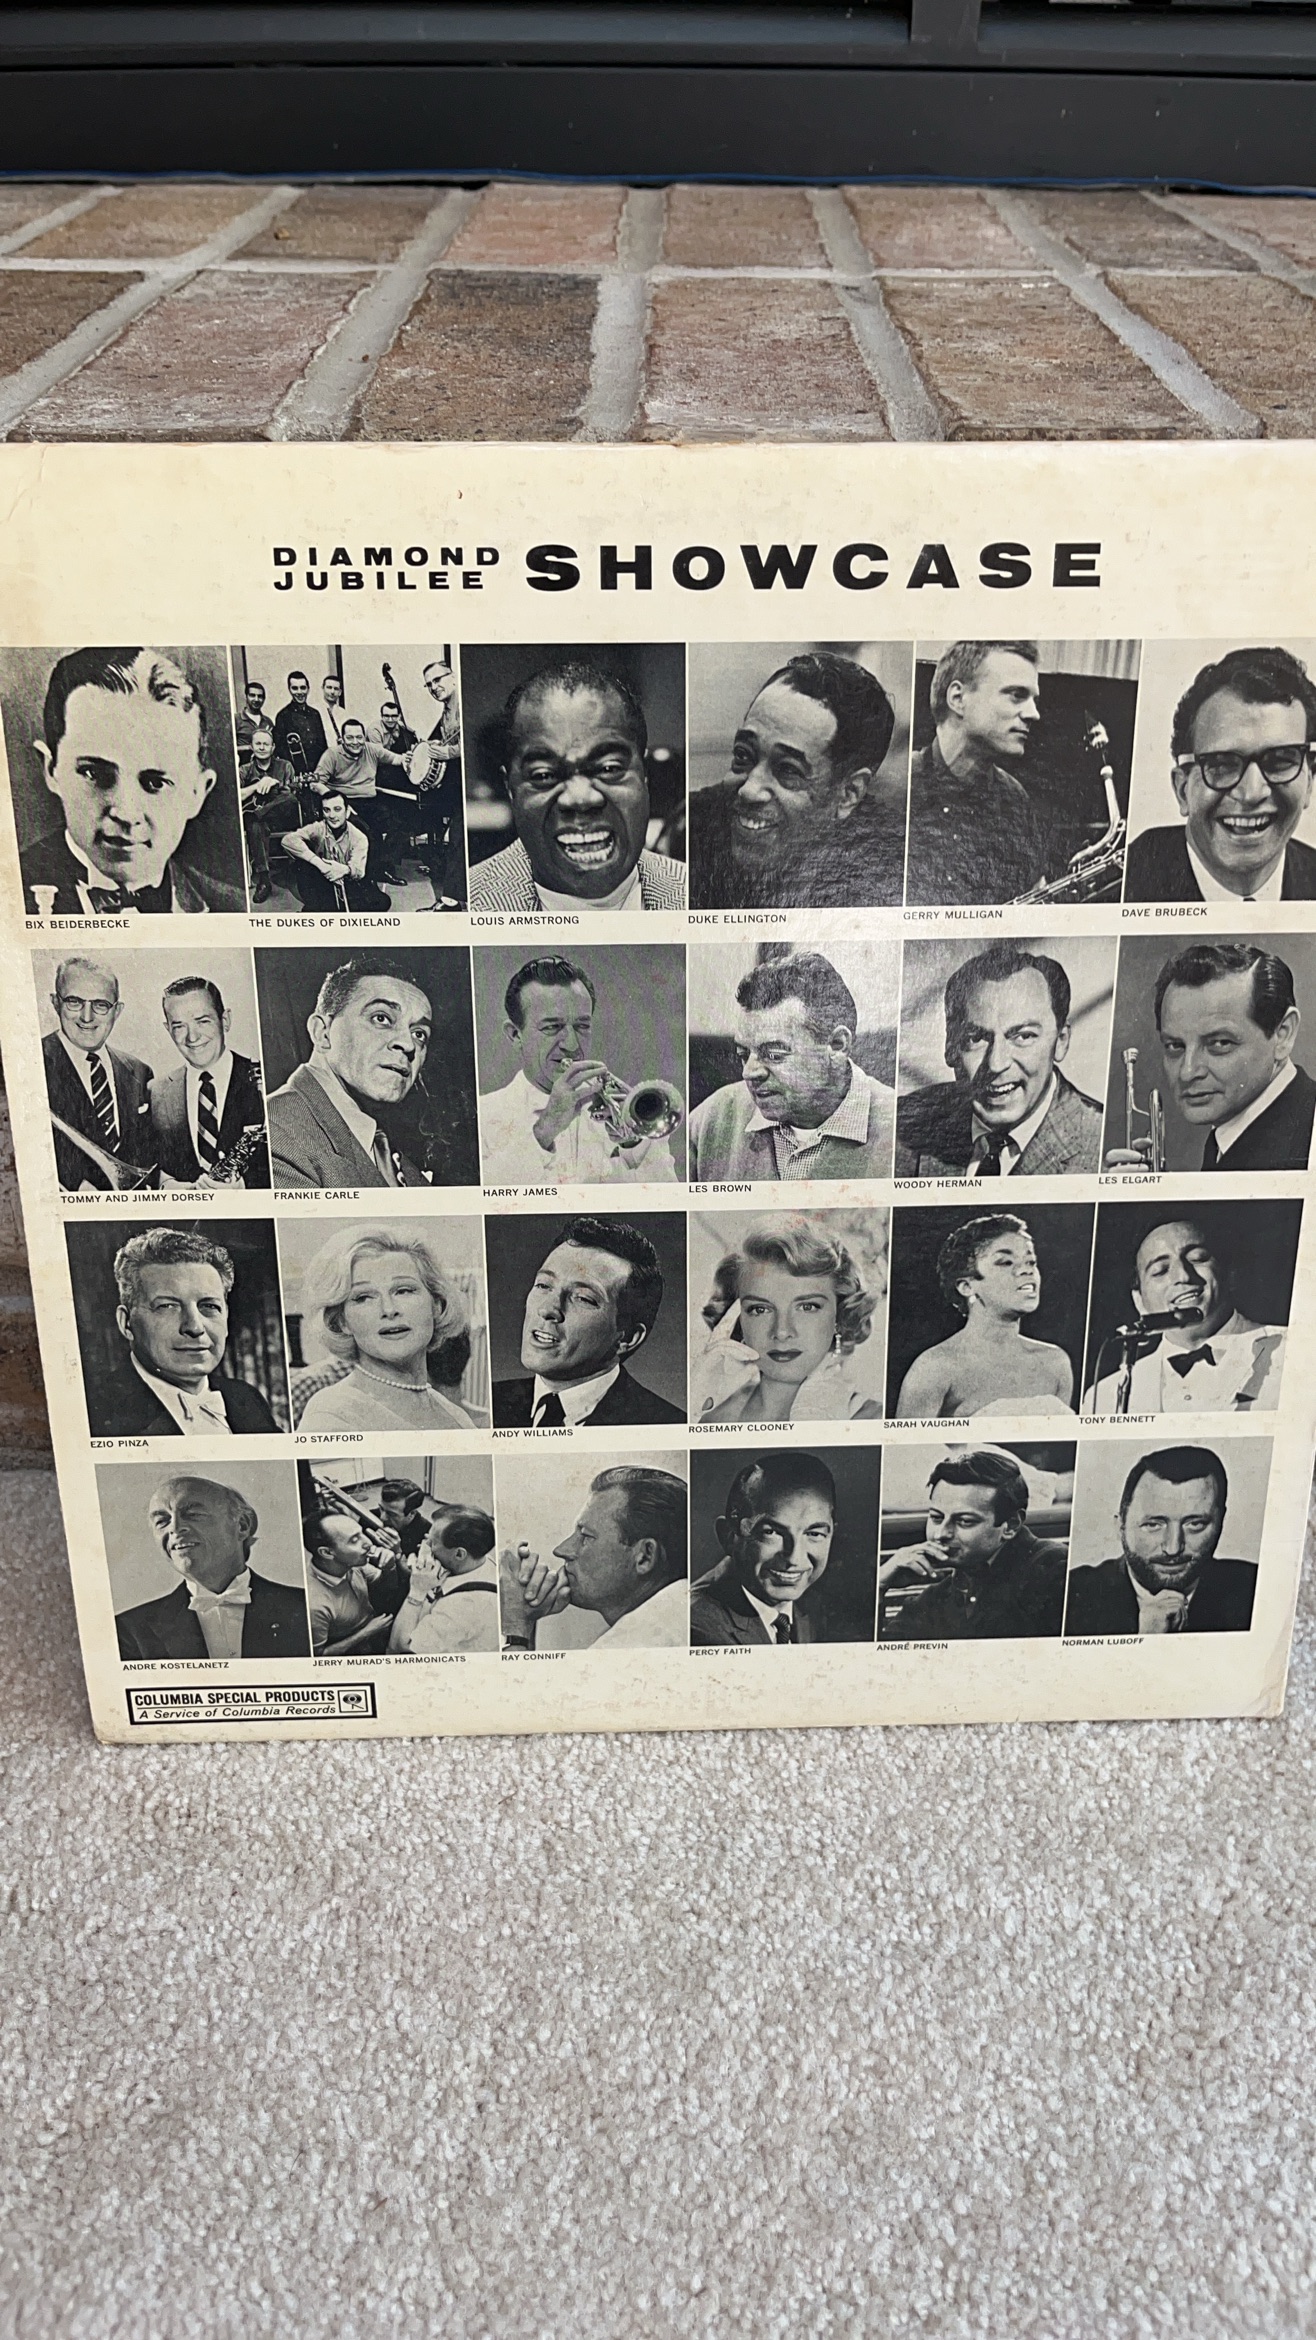 DIAMOND
JUBILEE SHOWCASE
BIX BEIDERBECKE
THE DUKES OF DIXIELAND
LOUIS ARMSTRONG
DUKE ELLINGTON
GERRY MULLIGAN
DAVE BRUBECK
TOMMY AND JIMMY DORSEY
FRANKIE CARLE
HARRY JAMES
LES BROWN
WOODY HERMAN
LES ELGART
EZIO PINZA
JO STAFFORD
ANDY WILLIAMS
ROSEMARY CLOONEY
SARAH VAUGHAN
TONY BENNETT
ANDRE KOSTELANETZ
JERRY MURAD'S HARMONICATS
RAY CONNIFF
PERCY FAITH
ANDRÉ PREVIN
NORMAN LUBOFF
COLUMBIA SPECIAL PRODUCTS
A Service of Columbia Records